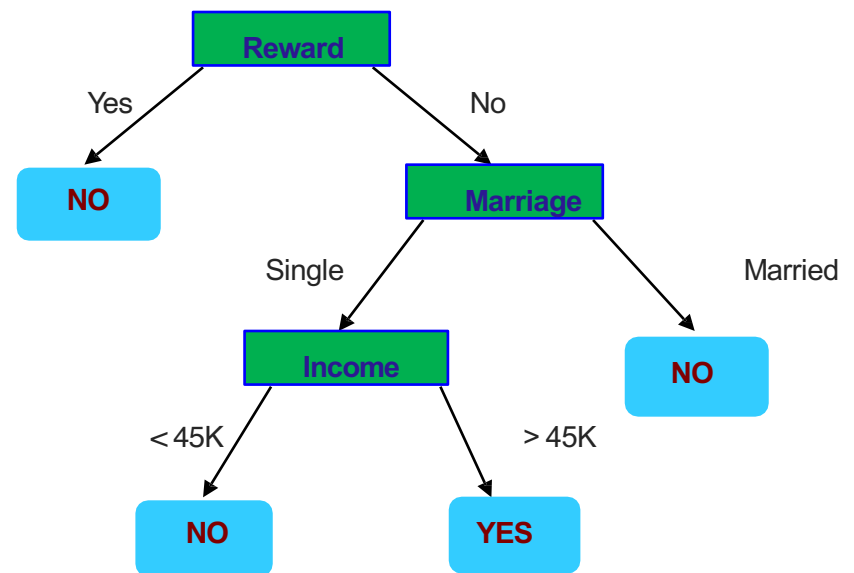 Reward
Yes
No
NO
Marriage
Single
Married
Income
NO
< 45K
> 45K
NO
YES